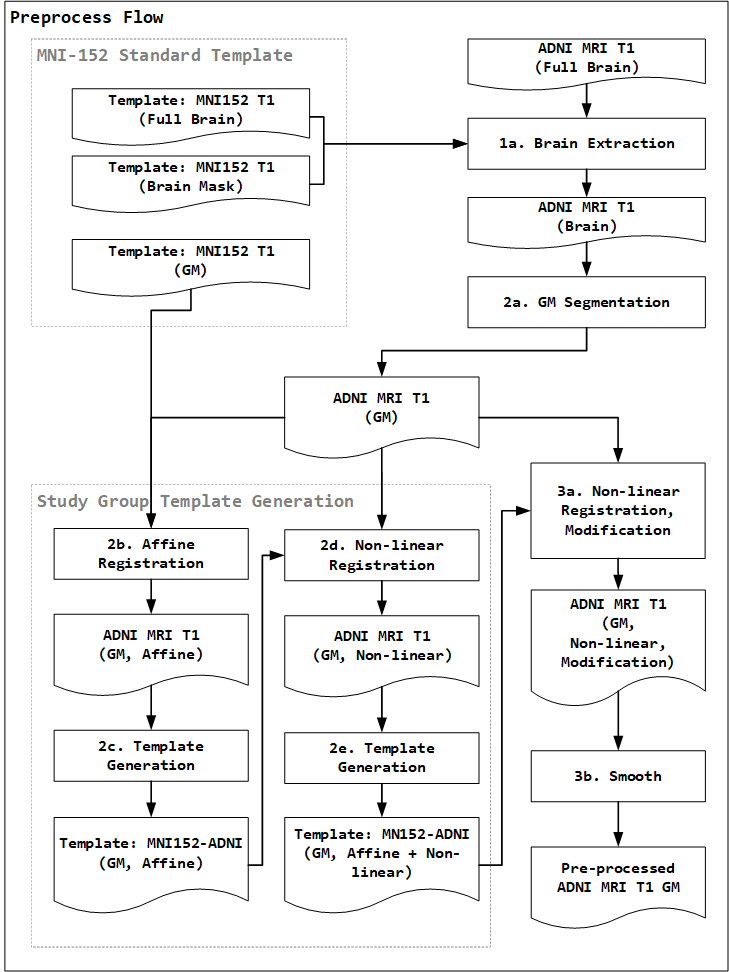 Preprocess Flow
MNI-152 Standard Template
Template: MNI152 T1
(Full Brain)
Template: MNI152 T1
(Brain Mask)
Template: MNI152 T1
(GM)
ADNI MRI T1
(Full Brain)
1a. Brain Extraction
ADNI MRI T1
(Brain)
2a. GM Segmentation
ADNI MRI T1
(GM)
Study Group Template Generation
2b. Affine
Registration
ADNI MRI T1
(GM, Affine)
2c. Template
Generation
Template: MNI152-ADNI
(GM, Affine)
2d. Non-linear
Registration
ADNI MRI T1
(GM, Non-linear)
2e. Template
Generation
Template: MN152-ADNI
(GM, Affine + Non-
linear)
3a. Non-linear
Registration,
Modification
ADNI MRI T1
(GM,
Non-linear,
Modification)
3b. Smooth
Pre-processed
ADNI MRI T1 GM